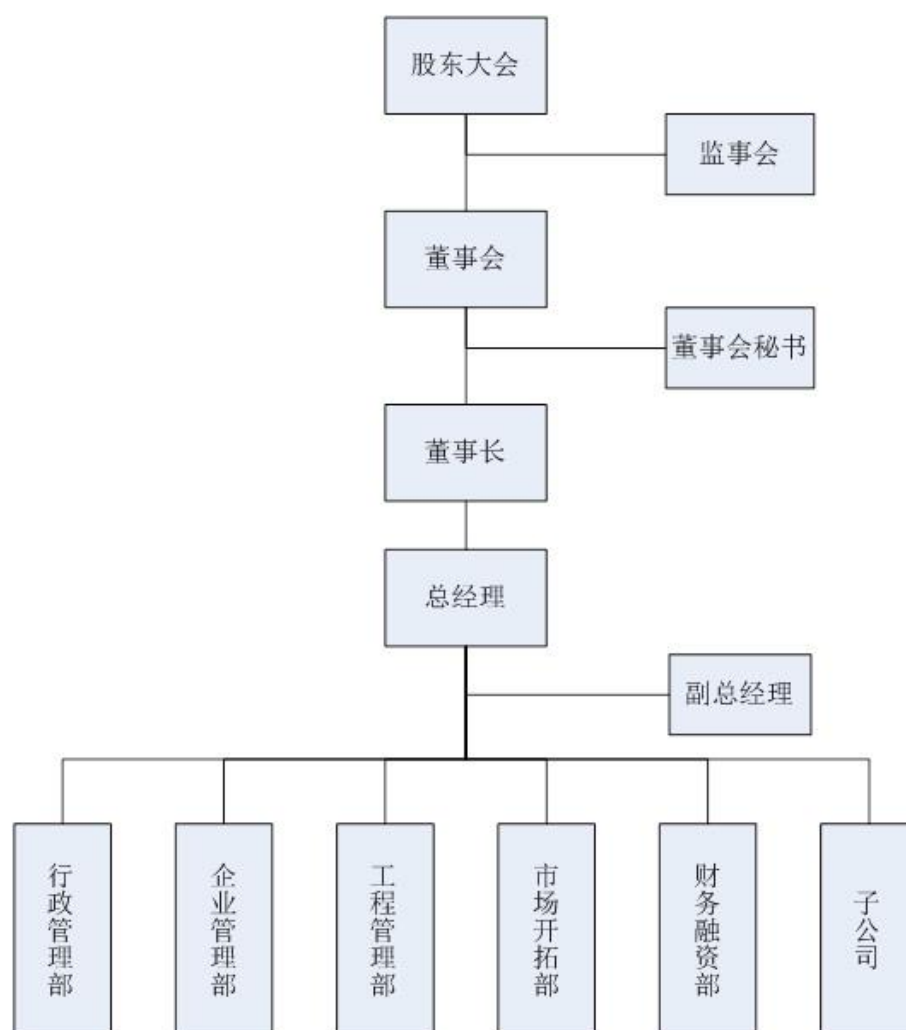 股东大会
监事会
董事会
董事会秘书
董事长
总经理
副总经理
行政管理部
企业管理部
工程管理部
市场开拓部
财务融资部
子公司